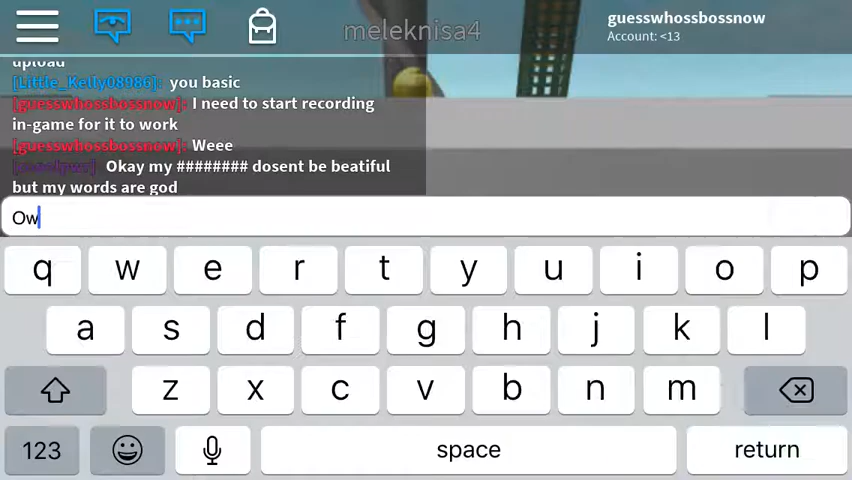 meleknisa4
guesswhossbossnow
Account: <13
upload
[Little_Kelly08986]: you basic
[guesswhossbossnow]: I need to start recording
in-game for it to work
[guesswhossbossnow]: Weee
Okay my ######## dosent be beatiful
but my words are god
Ow
q w e r t y u i o p
a s d f g h j k l
z x c v b n m
123 space return